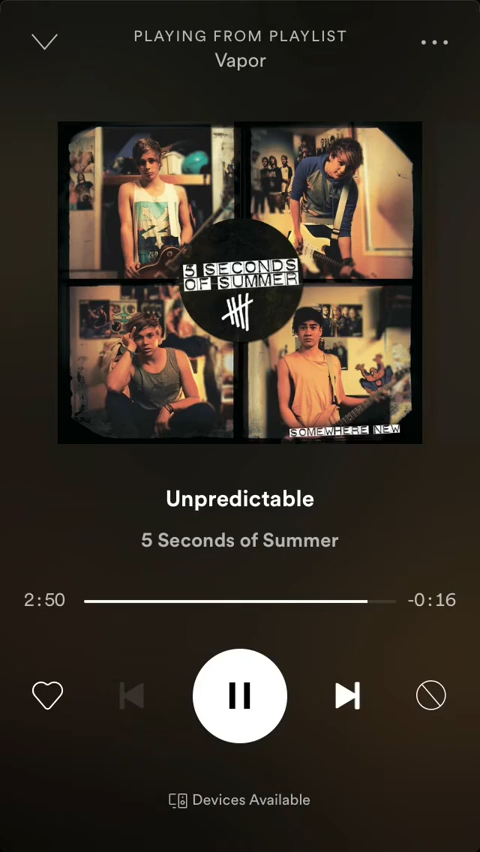 PLAYING FROM PLAYLIST
Vapor
5 SECONDS
OF SUMMER
SOMEWHERE NEW
Unpredictable
5 Seconds of Summer
2:50
-0:16
Devices Available